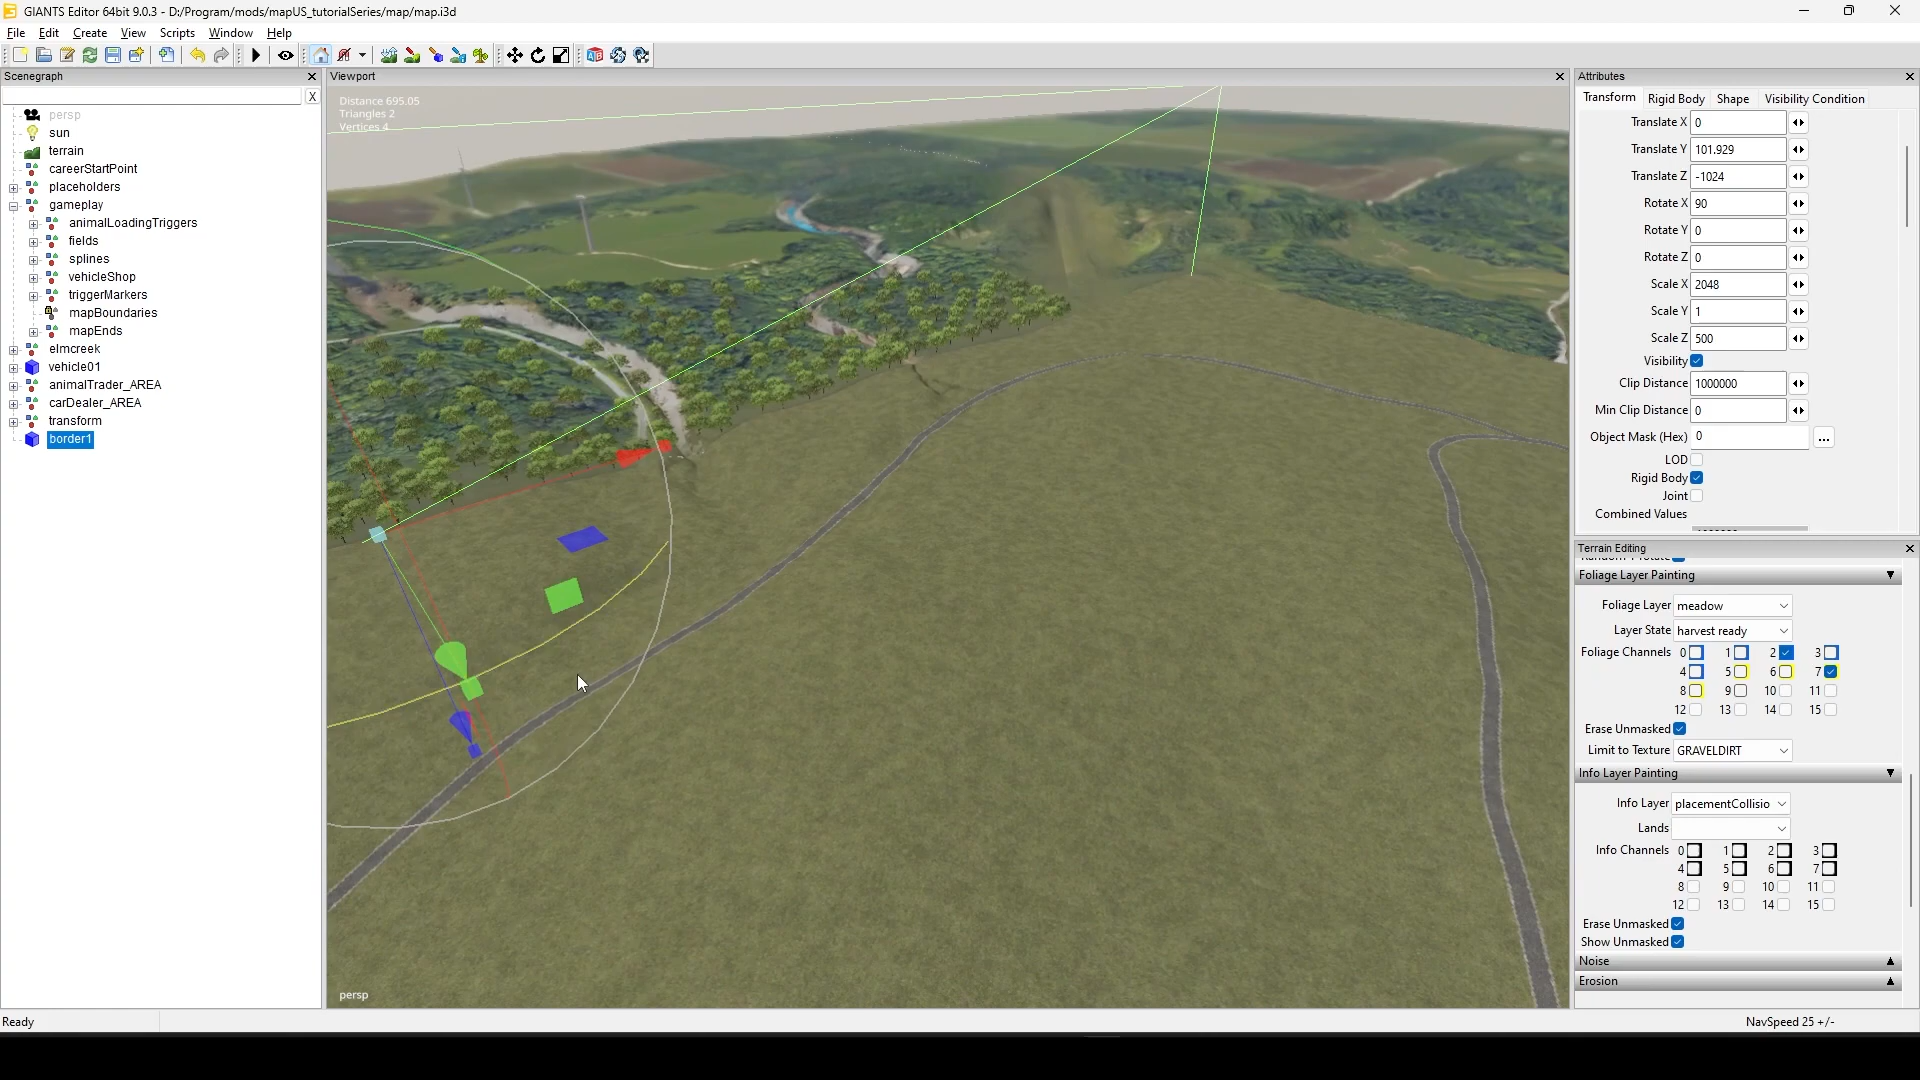 GIANTS Editor 64bit 9.0.3 - D:/Program/mods/mapUS_tutorialSeries/map/map.i3d
File Edit Create View Scripts Window Help
Scenegraph
X
persp
sun
terrain
careerStartPoint
placeholders
gameplay
animalLoadingTriggers
fields
splines
vehicleShop
triggerMarkers
mapBoundaries
mapEnds
elmcreek
vehicle01
animalTrader_AREA
carDealer_AREA
transform
border1
Viewport
Distance 695.05
Triangles 2
Vertices 4
persp
Attributes
Transform Rigid Body Shape Visibility Condition
Translate X 0
Translate Y 101.929
Translate Z -1024
Rotate X 90
Rotate Y 0
Rotate Z 0
Scale X 2048
Scale Y 1
Scale Z 500
Visibility
Clip Distance 1000000
Min Clip Distance 0
Object Mask (Hex) 0 ...
LOD
Rigid Body
Joint
Combined Values
Terrain Editing
Foliage Layer Painting
Foliage Layer meadow
Layer State harvest ready
Foliage Channels 0 1 2 3
4 5 6 7
8 9 10 11
12 13 14 15
Erase Unmasked
Limit to Texture GRAVELDIRT
Info Layer Painting
Info Layer placementCollisio
Lands
Info Channels 0 1 2 3
4 5 6 7
8 9 10 11
12 13 14 15
Erase Unmasked
Show Unmasked
Noise
Erosion
Ready
NavSpeed 25 +/-